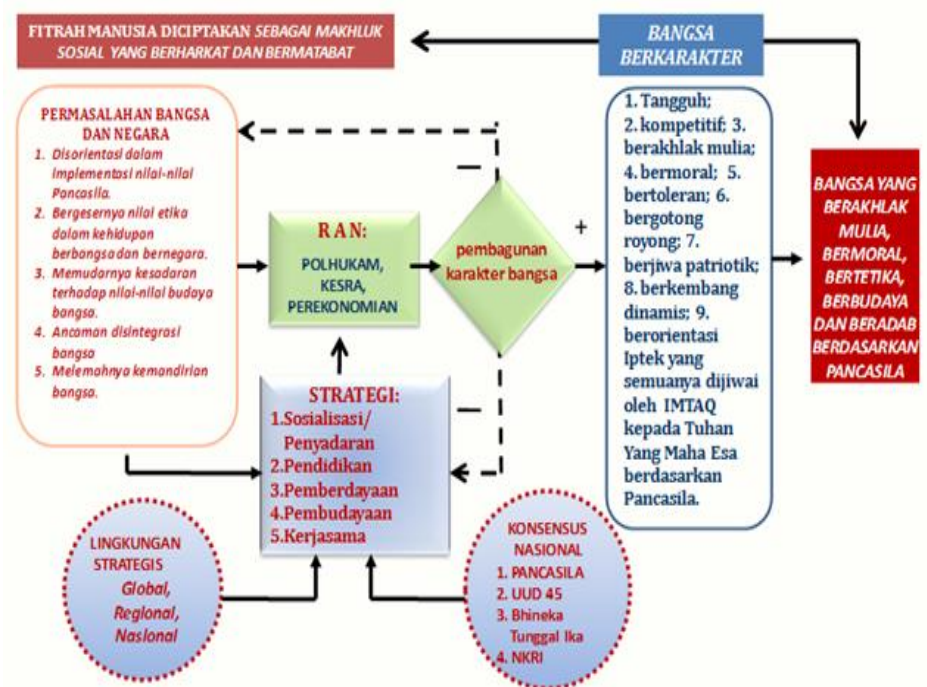 FITRAH MANUSIA DICIPTAKAN SEBAGAI MAKHLUK
SOSIAL YANG BERHARKAT DAN BERMATABAT
BANGSA
BERKARAKTER
PERMASALAHAN BANGSA
DAN NEGARA
1. Disorientasi dalam
implementasi nilai-nilai
Pancasila.
2. Bergesernya nilai etika
dalam kehidupan
berbangsa dan bernegara.
3. Memudarnya kesadaran
terhadap nilai-nilai budaya
bangsa.
4. Ancaman disintegrasi
bangsa
5. Melemahnya kemandirian
bangsa.
R A N:
POLHUKAM,
KESRA,
PEREKONOMIAN
—
pembagunan
karakter bangsa
+
—
STRATEGI:
1.Sosialisasi/
Penyadaran
2.Pendidikan
3.Pemberdayaan
4.Pembudayaan
5.Kerjasama
1. Tangguh;
2. kompetitif; 3.
berakhlak mulia;
4. bermoral; 5.
bertoleran; 6.
bergotong
royong; 7.
berjiwa patriotik;
8. berkembang
dinamis; 9.
berorientasi
Iptek yang
semuanya dijiwai
oleh IMTAQ
kepada Tuhan
Yang Maha Esa
berdasarkan
Pancasila.
BANGSA YANG
BERAKHLAK
MULIA,
BERMORAL,
BERTETIKA,
BERBUDAYA
DAN BERADAB
BERDASARKAN
PANCASILA
LINGKUNGAN
STRATEGIS
Global,
Regional,
Nasional
KONSENSUS
NASIONAL
1. PANCASILA
2. UUD 45
3. Bhineka
Tunggal Ika
4. NKRI